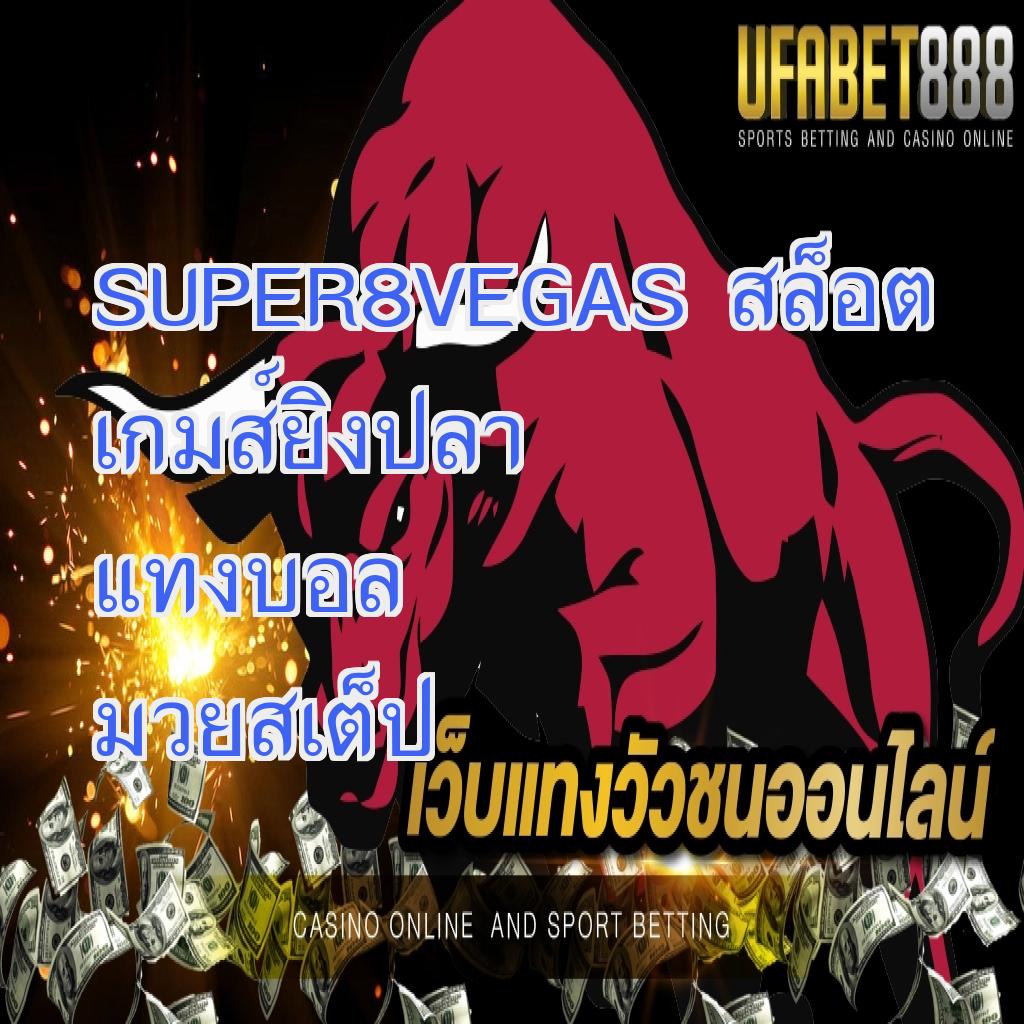 UFABET888
SPORTS BETTING AND CASINO ONLINE
SUPER8VEGAS สล็อต
เกมส์ยิงปลา
แทงบอล
มวยสเต็ป
เว็บแทงวัวชนออนไลน์
CASINO ONLINE AND SPORT BETTING